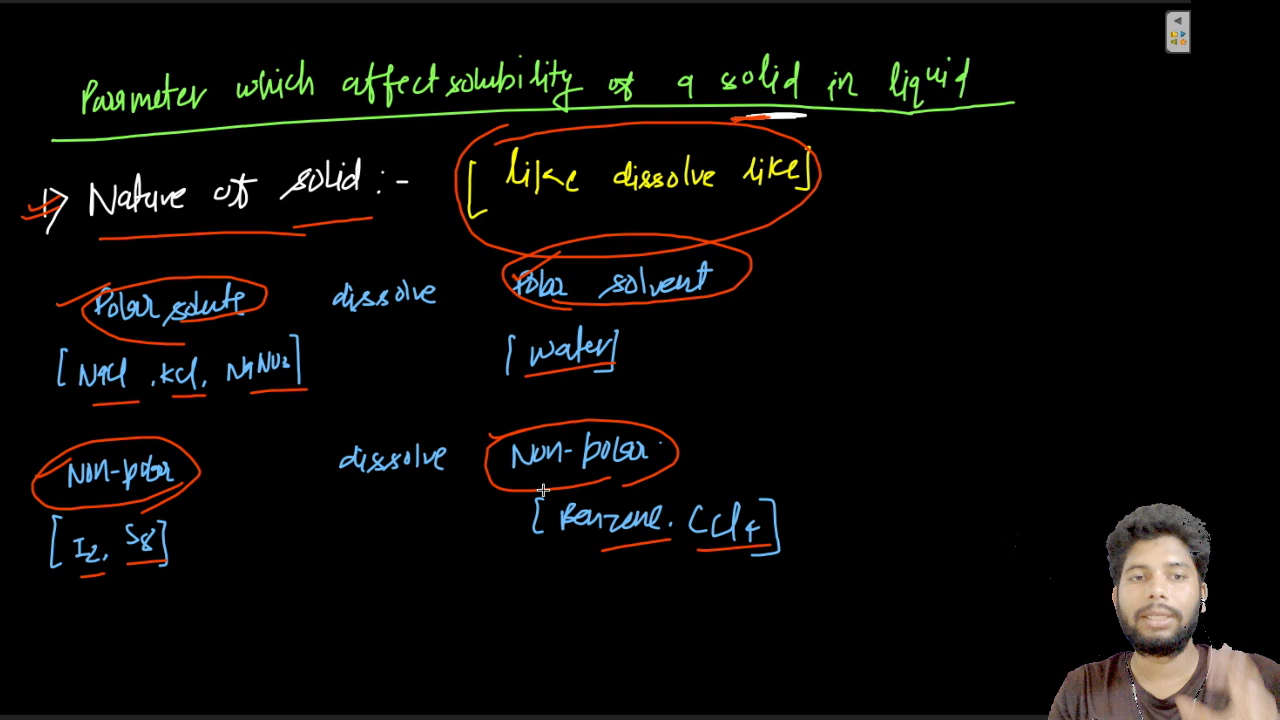 Parameter which affect solubility of a solid in liquid
1) Nature of solid :- [like dissolve like]
Polar solute dissolve Polar solvent
[NaCl, KCl, NaNO3] [water]
Non-polar dissolve Non-polar
[I2, S8] [Benzene, CCl4]